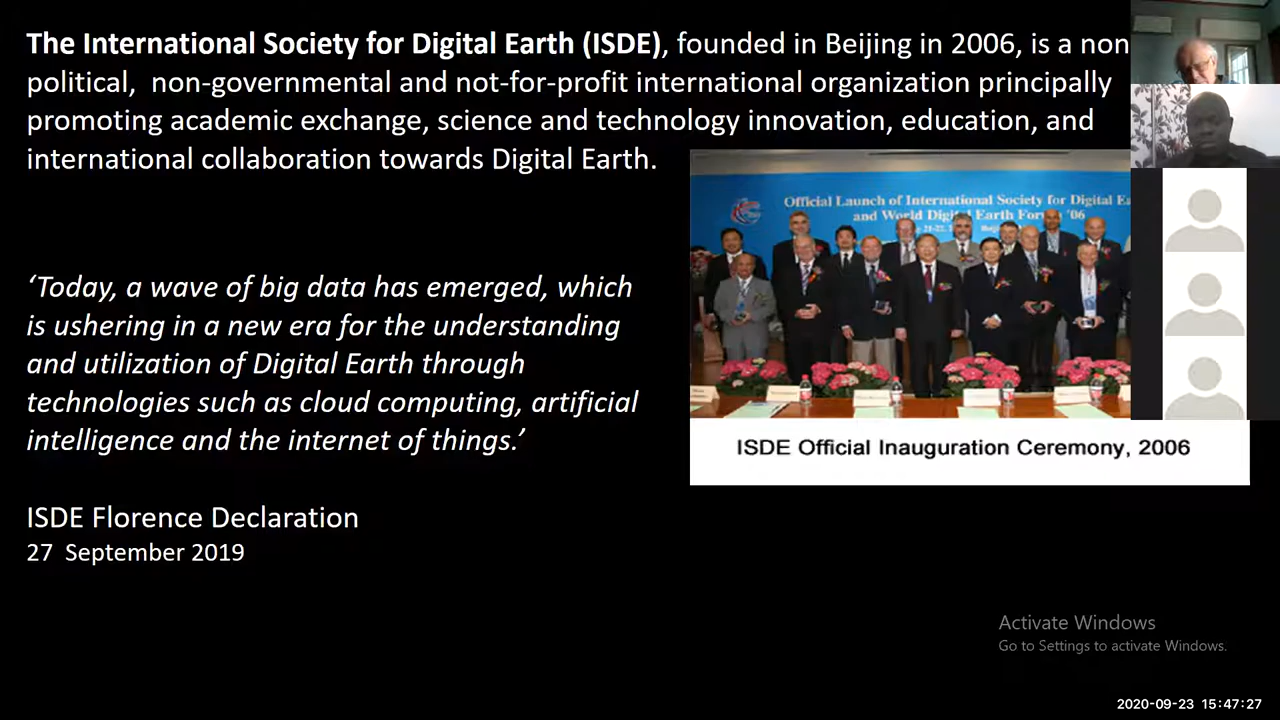 The International Society for Digital Earth (ISDE), founded in Beijing in 2006, is a non
political, non-governmental and not-for-profit international organization principally
promoting academic exchange, science and technology innovation, education, and
international collaboration towards Digital Earth.
Official Launch of International Society for Digital Ea
and World Digital Earth Forum '06
‘Today, a wave of big data has emerged, which
is ushering in a new era for the understanding
and utilization of Digital Earth through
technologies such as cloud computing, artificial
intelligence and the internet of things.’
ISDE Official Inauguration Ceremony, 2006
ISDE Florence Declaration
27 September 2019
Activate Windows
Go to Settings to activate Windows.
2020-09-23 15:47:27